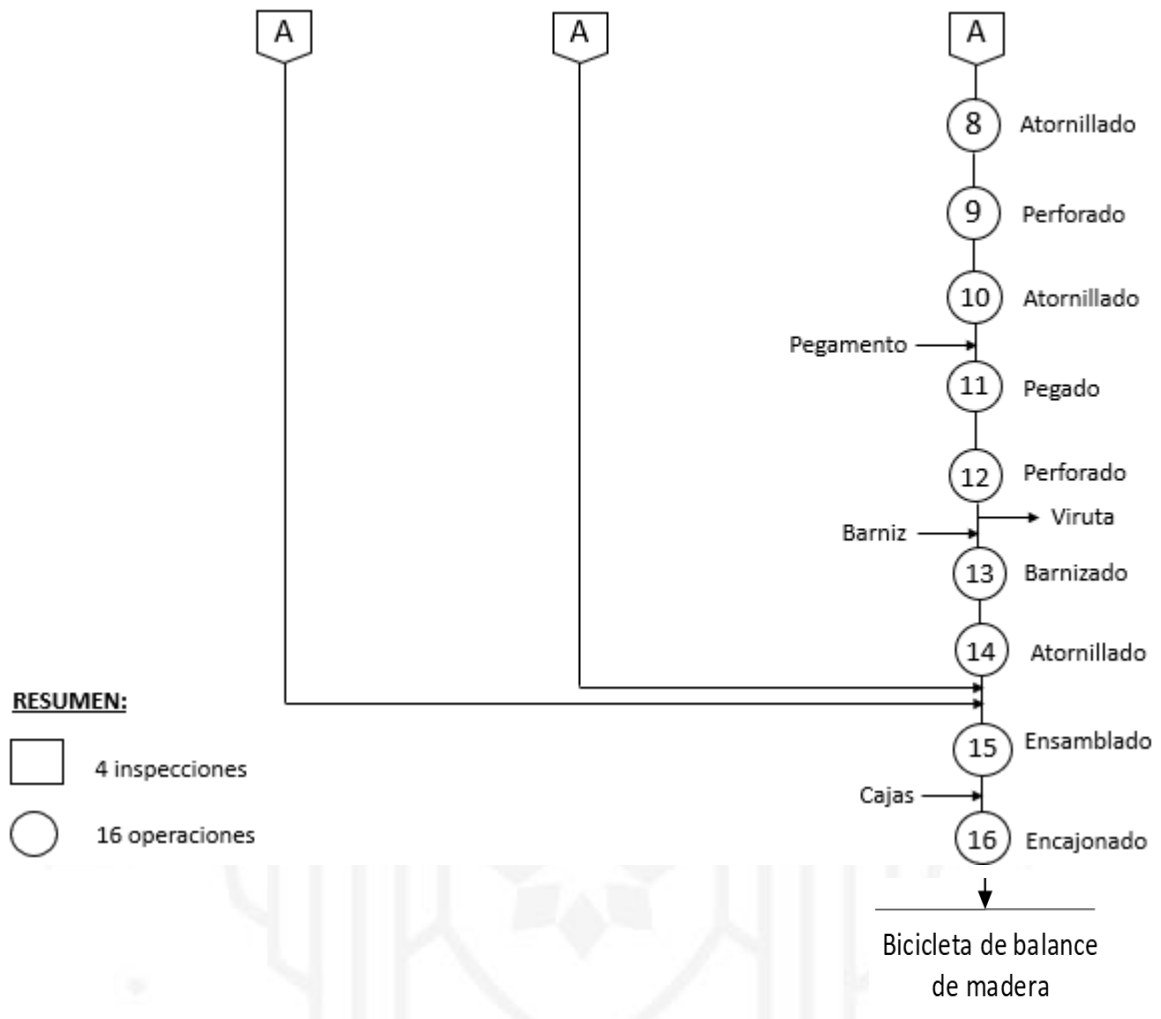 A
A
A
8 Atornillado
9 Perforado
10 Atornillado
Pegamento
11 Pegado
12 Perforado
Viruta
Barniz
13 Barnizado
14 Atornillado
RESUMEN:
15 Ensamblado
4 inspecciones
Cajas
16 operaciones
16 Encajonado
Bicicleta de balance
de madera